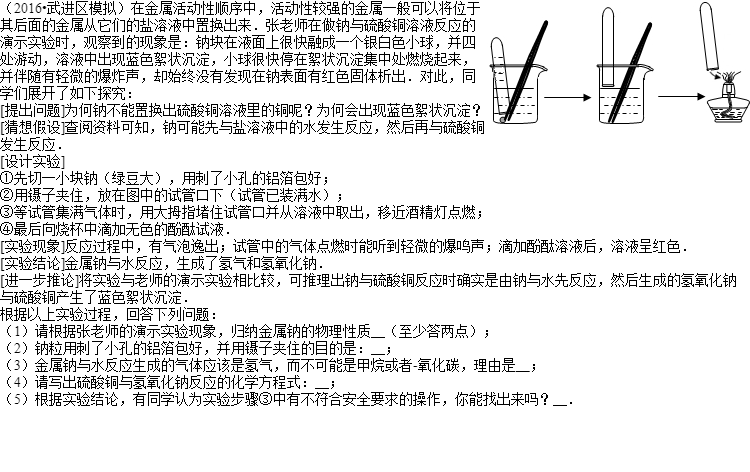 （2016•武进区模拟）在金属活动性顺序中，活动性较强的金属一般可以将位于
其后面的金属从它们的盐溶液中置换出来．张老师在做钠与硫酸铜溶液反应的
演示实验时，观察到的现象是：钠块在液面上很快融成一个银白色小球，并四
处游动，溶液中出现蓝色絮状沉淀，小球很快停在絮状沉淀集中处燃烧起来，
并伴随有轻微的爆炸声，却始终没有发现在钠表面有红色固体析出．对此，同
学们展开了如下探究：
[提出问题]为何钠不能置换出硫酸铜溶液里的铜呢？为何会出现蓝色絮状沉淀？
[猜想假设]查阅资料可知，钠可能先与盐溶液中的水发生反应，然后再与硫酸铜
发生反应．
[设计实验]
①先切一小块钠（绿豆大），用刺了小孔的铝箔包好；
②用镊子夹住，放在图中的试管口下（试管已装满水）；
③等试管集满气体时，用大拇指堵住试管口并从溶液中取出，移近酒精灯点燃；
④最后向烧杯中滴加无色的酚酞试液．
[实验现象]反应过程中，有气泡逸出；试管中的气体点燃时能听到轻微的爆鸣声；滴加酚酞溶液后，溶液呈红色．
[实验结论]金属钠与水反应，生成了氢气和氢氧化钠．
[进一步推论]将实验与老师的演示实验相比较，可推理出钠与硫酸铜反应时确实是由钠与水先反应，然后生成的氢氧化钠
与硫酸铜产生了蓝色絮状沉淀．
根据以上实验过程，回答下列问题：
（1）请根据张老师的演示实验现象，归纳金属钠的物理性质__（至少答两点）；
（2）钠粒用刺了小孔的铝箔包好，并用镊子夹住的目的是：__；
（3）金属钠与水反应生成的气体应该是氢气，而不可能是甲烷或者-氧化碳，理由是__；
（4）请写出硫酸铜与氢氧化钠反应的化学方程式：__；
（5）根据实验结论，有同学认为实验步骤③中有不符合安全要求的操作，你能找出来吗？__．